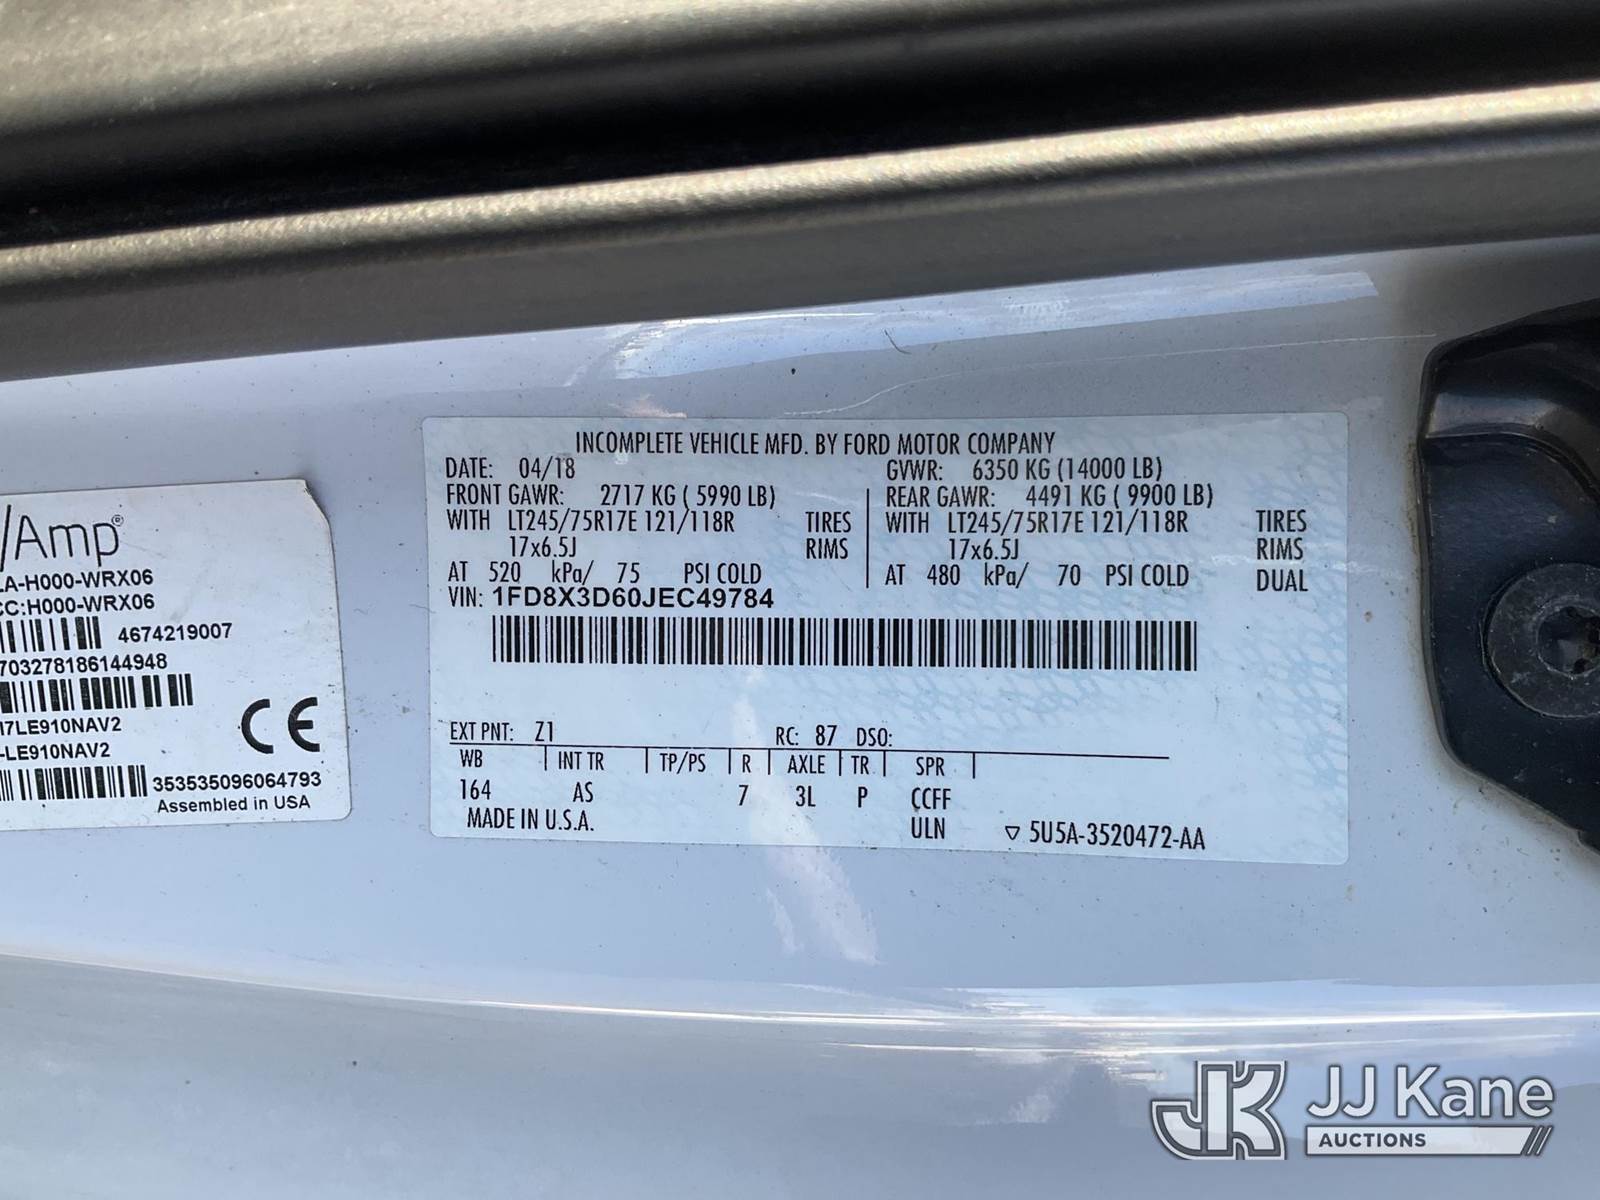 /Amp®
LA-H000-WRX06
CC:H000-WRX06
4674219007
703278186144948
I7LE910NAV2
-LE910NAV2
CE
353535096064793
Assembled in USA
INCOMPLETE VEHICLE MFD. BY FORD MOTOR COMPANY
DATE: 04/18 GVWR: 6350 KG (14000 LB)
FRONT GAWR: 2717 KG ( 5990 LB) REAR GAWR: 4491 KG ( 9900 LB)
WITH LT245/75R17E 121/118R TIRES WITH LT245/75R17E 121/118R TIRES
17x6.5J RIMS 17x6.5J RIMS
AT 520 kPa/ 75 PSI COLD AT 480 kPa/ 70 PSI COLD DUAL
VIN: 1FD8X3D60JEC49784
EXT PNT: Z1 RC: 87 DSO:
WB INT TR TP/PS R AXLE TR SPR
164 AS 7 3L P CCFF
MADE IN U.S.A. ULN ▽ 5U5A-3520472-AA
JK JJ Kane
AUCTIONS